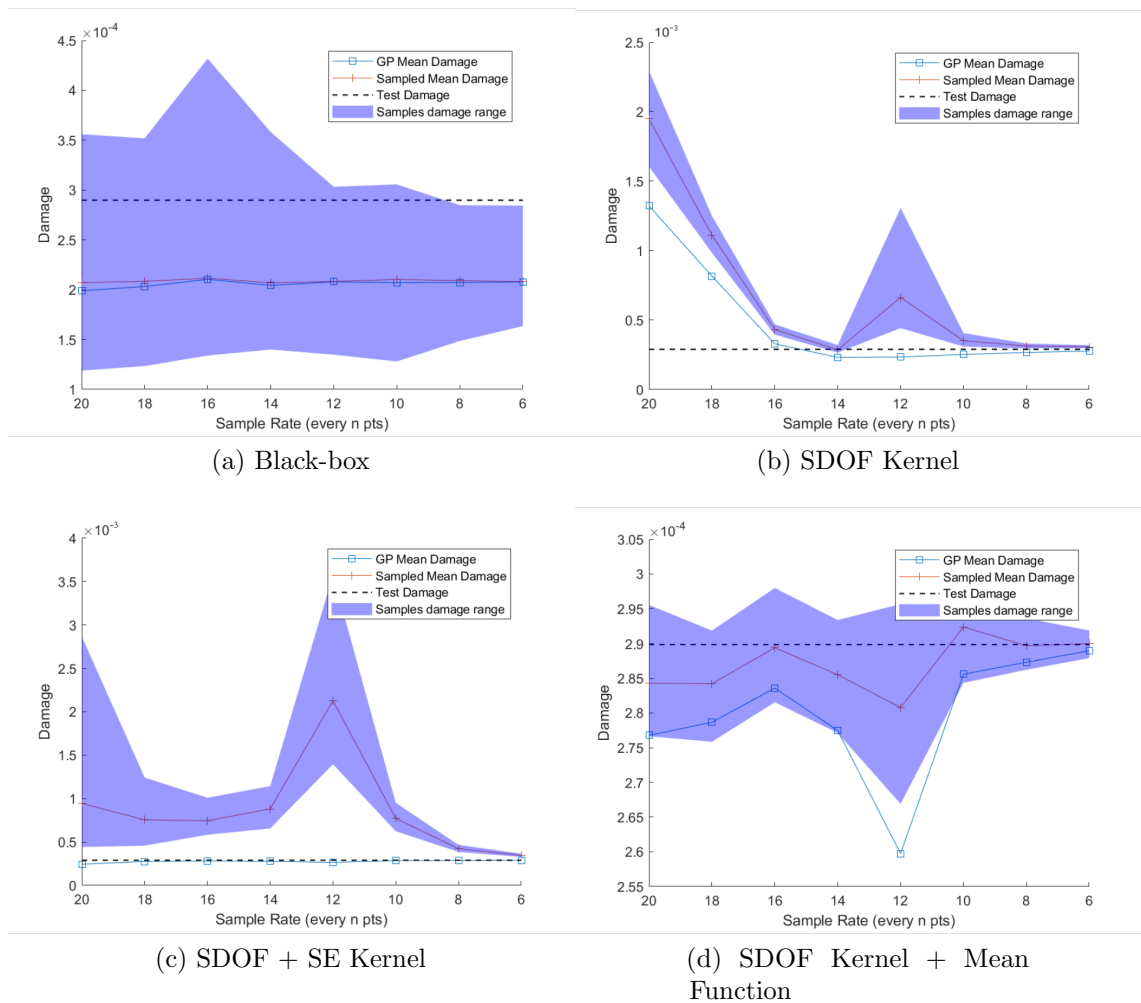 ×10⁻⁴
4.5
4
3.5
3
2.5
2
1.5
1
Damage
GP Mean Damage
Sampled Mean Damage
Test Damage
Samples damage range
20 18 16 14 12 10 8 6
Sample Rate (every n pts)
(a) Black-box
10⁻³
2.5
2
1.5
1
0.5
0
Damage
GP Mean Damage
Sampled Mean Damage
Test Damage
Samples damage range
20 18 16 14 12 10 8 6
Sample Rate (every n pts)
(b) SDOF Kernel
×10⁻³
4
3.5
3
2.5
2
1.5
1
0.5
0
Damage
GP Mean Damage
Sampled Mean Damage
Test Damage
Samples damage range
20 18 16 14 12 10 8 6
Sample Rate (every n pts)
(c) SDOF + SE Kernel
×10⁻⁴
3.05
3
2.95
2.9
2.85
2.8
2.75
2.7
2.65
2.6
2.55
Damage
GP Mean Damage
Sampled Mean Damage
Test Damage
Samples damage range
20 18 16 14 12 10 8 6
Sample Rate (every n pts)
(d) SDOF Kernel + Mean
Function